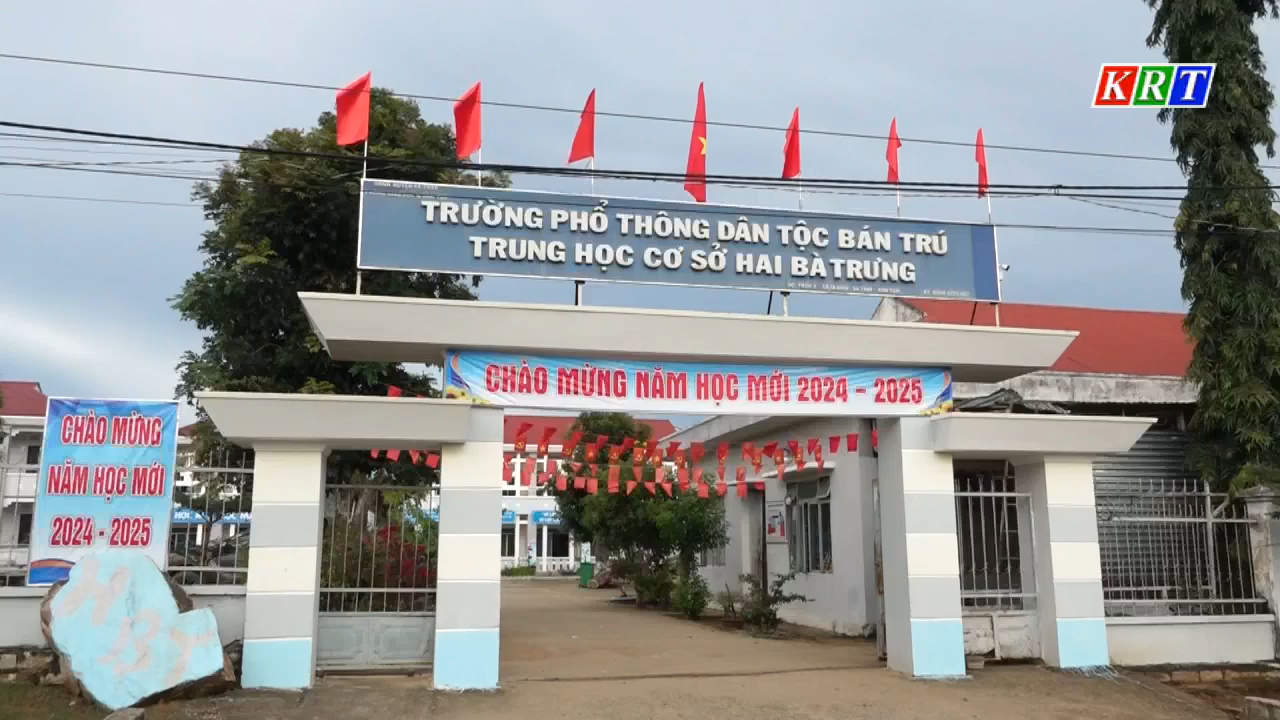 KRT
TRƯỜNG PHỔ THÔNG DÂN TỘC BÁN TRÚ
TRUNG HỌC CƠ SỞ HAI BÀ TRƯNG
CHÀO MỪNG NĂM HỌC MỚI 2024 - 2025
CHÀO MỪNG
NĂM HỌC MỚI
2024 - 2025
HBT